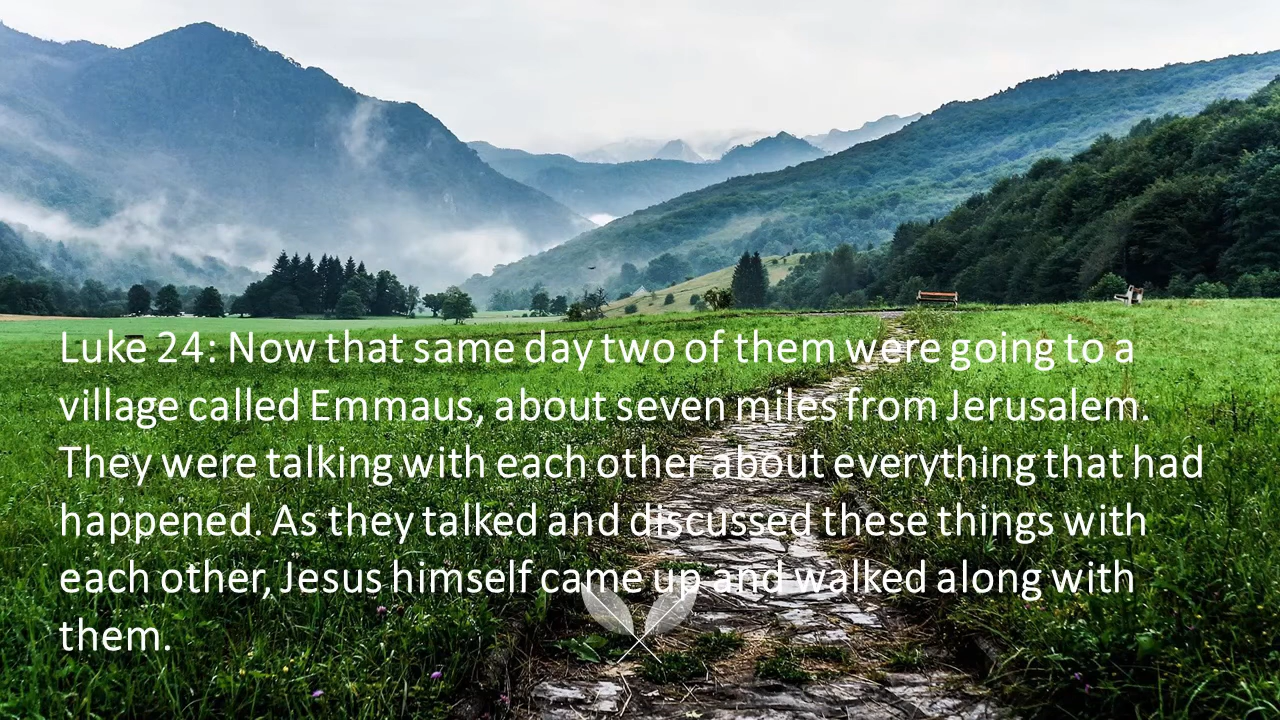 Luke 24: Now that same day two of them were going to a
village called Emmaus, about seven miles from Jerusalem.
They were talking with each other about everything that had
happened. As they talked and discussed these things with
each other, Jesus himself came up and walked along with
them.